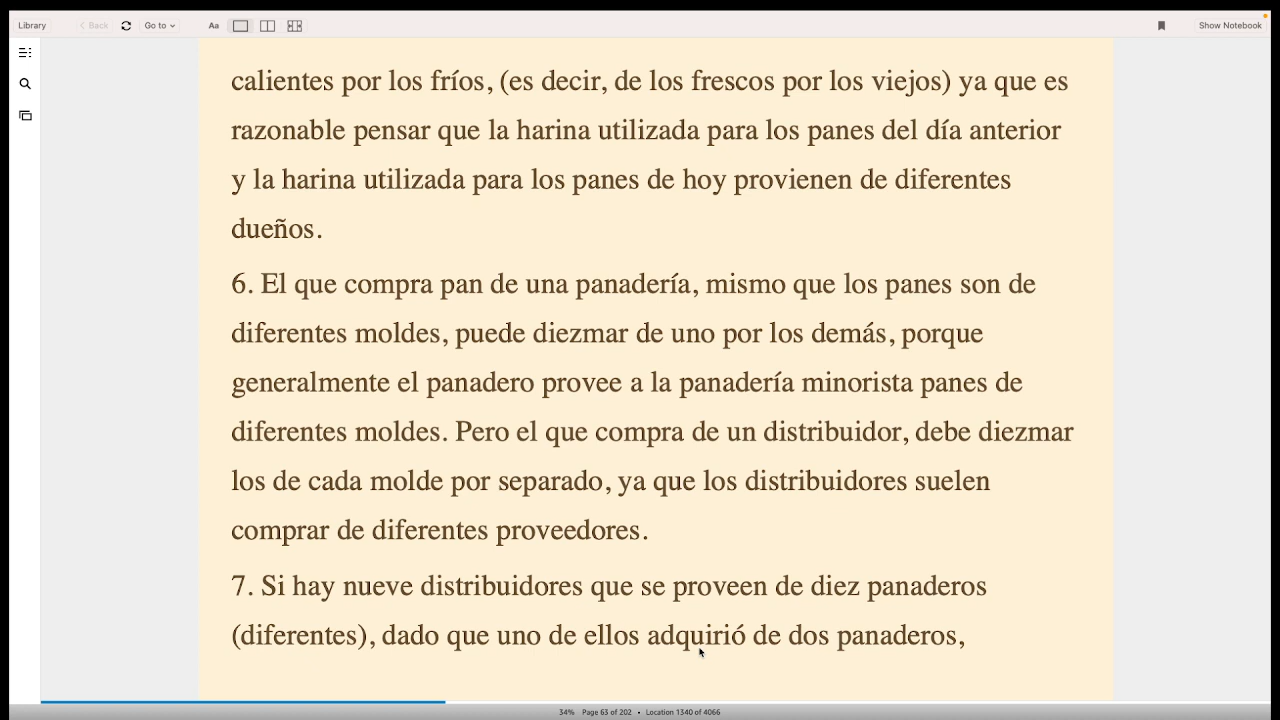 Library
Back
Go to
Aa
Show Notebook
calientes por los fríos, (es decir, de los frescos por los viejos) ya que es
razonable pensar que la harina utilizada para los panes del día anterior
y la harina utilizada para los panes de hoy provienen de diferentes
dueños.
6. El que compra pan de una panadería, mismo que los panes son de
diferentes moldes, puede diezmar de uno por los demás, porque
generalmente el panadero provee a la panadería minorista panes de
diferentes moldes. Pero el que compra de un distribuidor, debe diezmar
los de cada molde por separado, ya que los distribuidores suelen
comprar de diferentes proveedores.
7. Si hay nueve distribuidores que se proveen de diez panaderos
(diferentes), dado que uno de ellos adquirió de dos panaderos,
34% Page 63 of 202 • Location 1340 of 4066